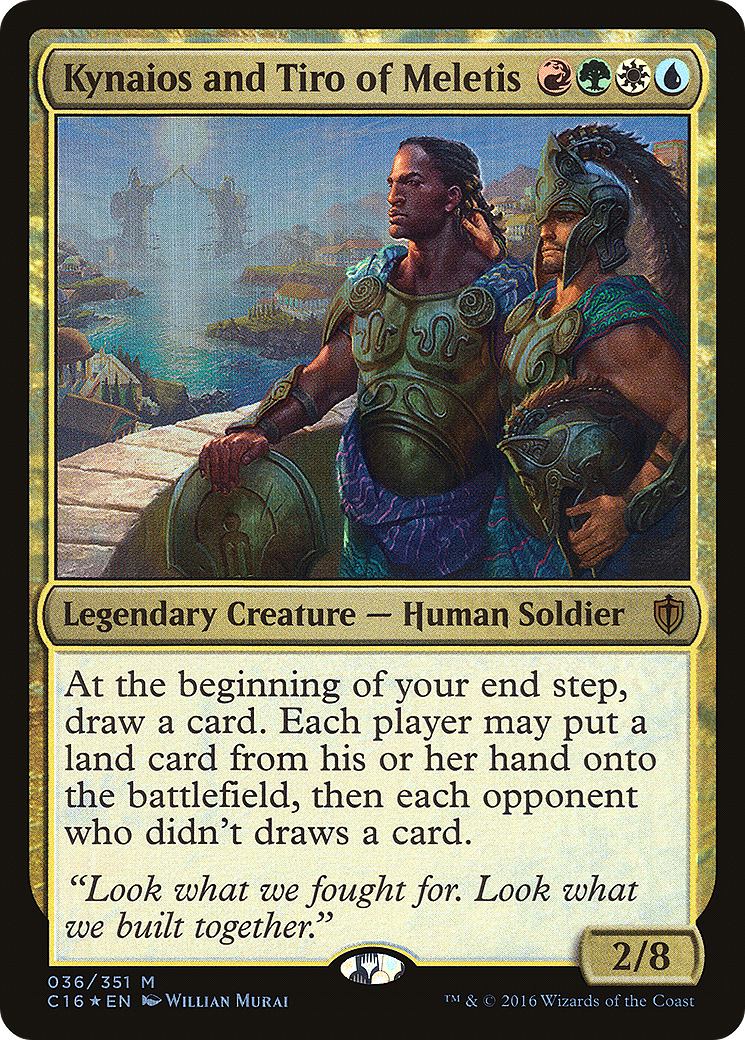 Kynaios and Tiro of Meletis
Legendary Creature — Human Soldier
At the beginning of your end step,
draw a card. Each player may put a
land card from his or her hand onto
the battlefield, then each opponent
who didn't draws a card.
“Look what we fought for. Look what
we built together.”
2/8
036/351 M
C16★EN Willian Murai
™ & © 2016 Wizards of the Coast